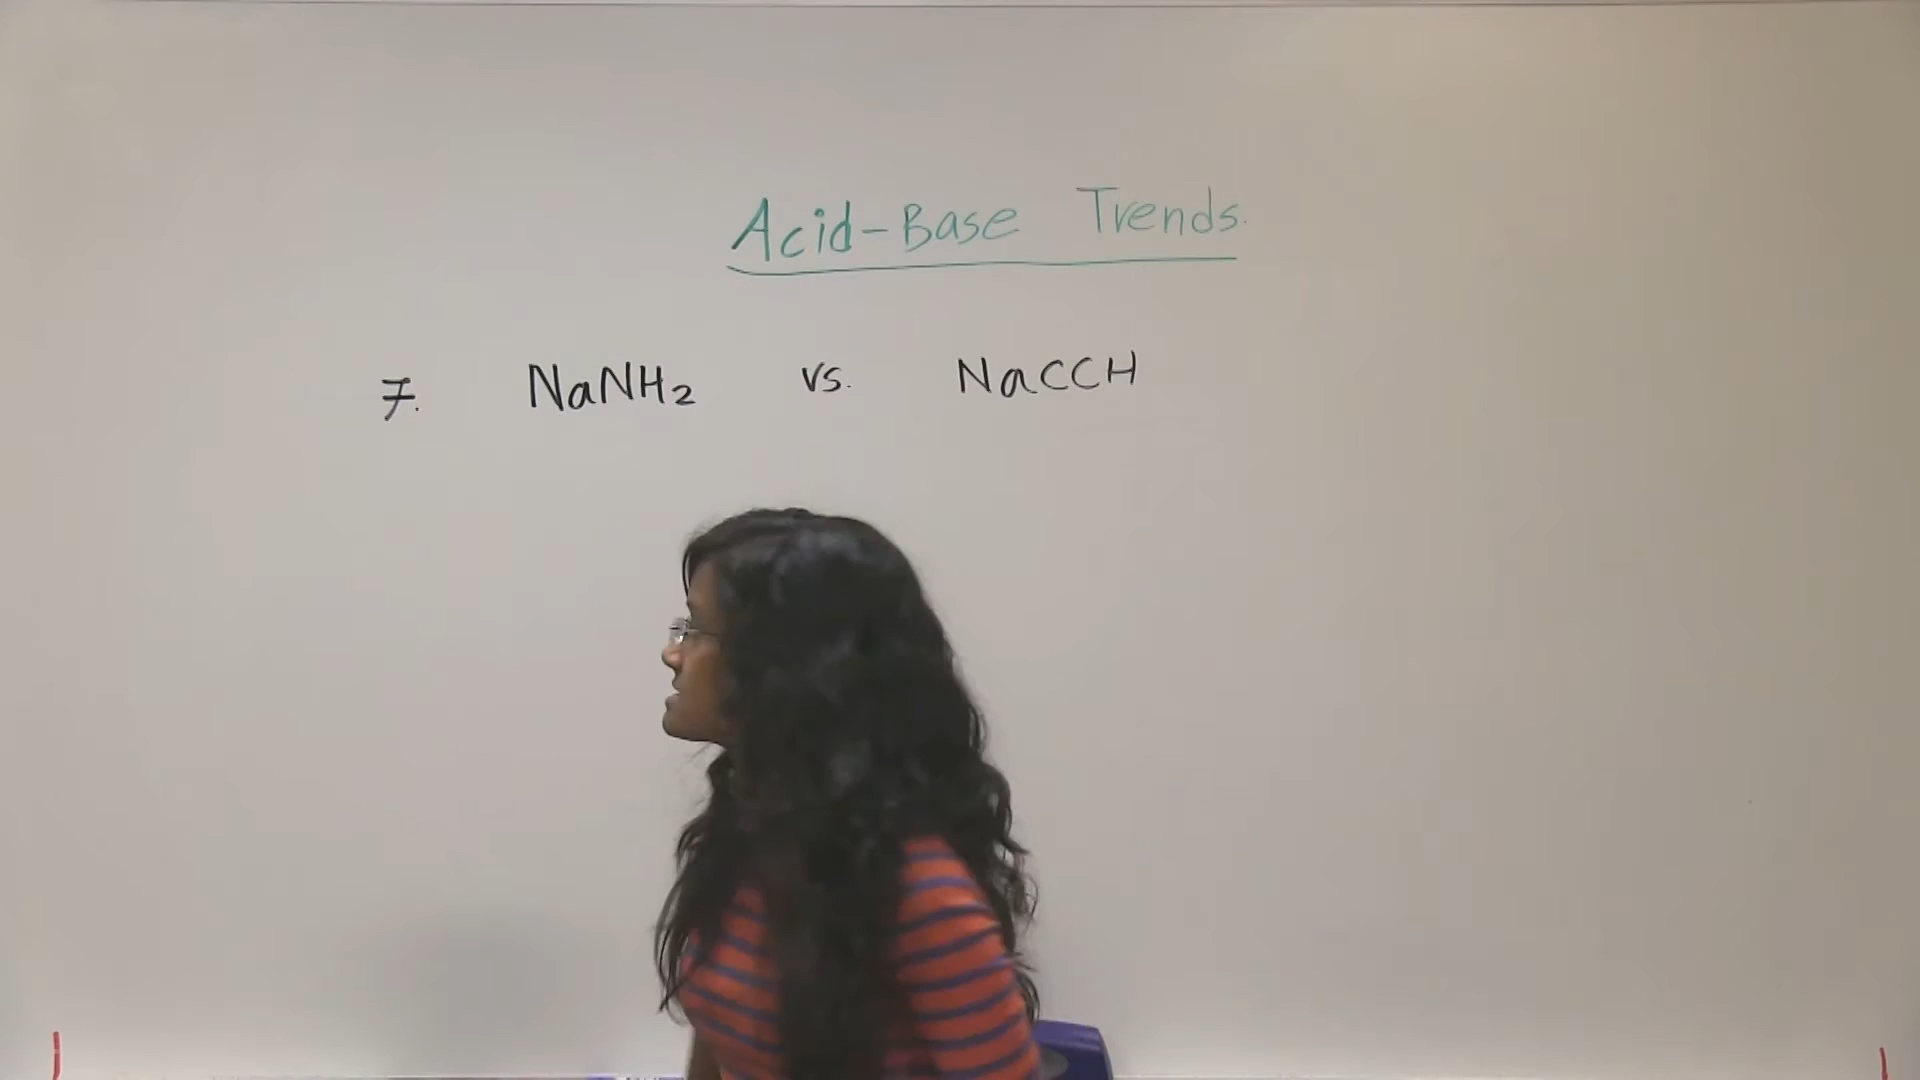 Acid-Base Trends.
7. NaNH₂ vs. NaCCH